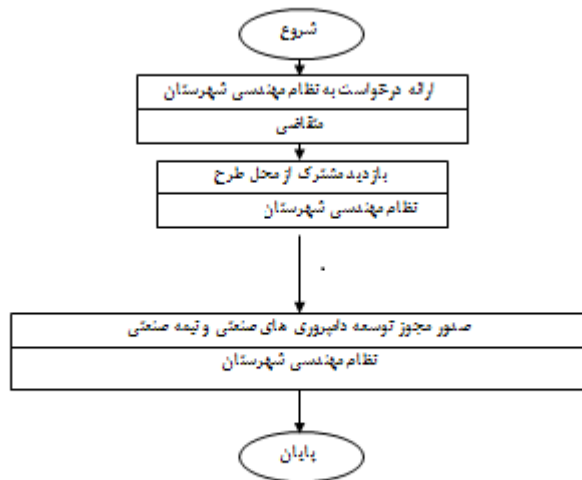 شروع
ارائه درخواست به نظام مهندسی شهرستان
متقاضی
بازدید مشترک از محل طرح
نظام مهندسی شهرستان
صدور مجوز توسعه دامپروری های صنعتی و نیمه صنعتی
نظام مهندسی شهرستان
پایان